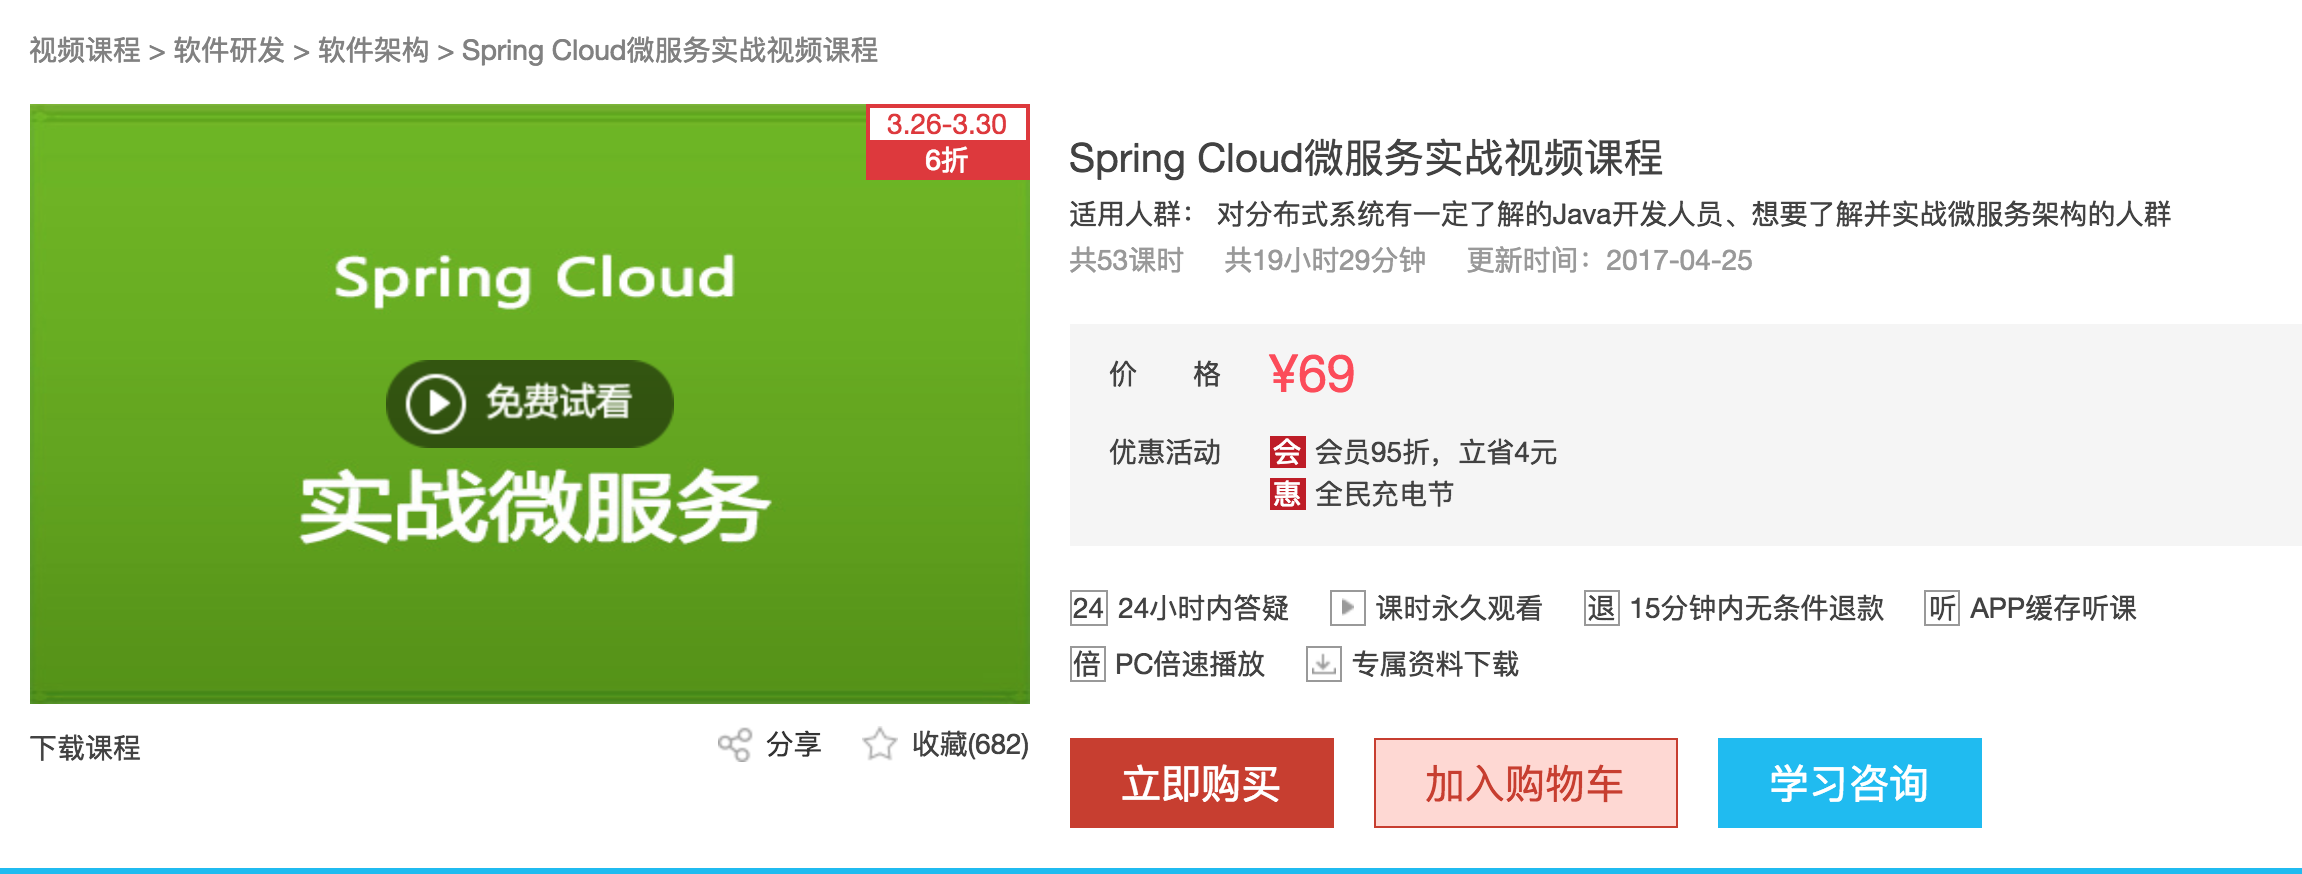 视频课程 > 软件研发 > 软件架构 > Spring Cloud微服务实战视频课程
3.26-3.30
6折
Spring Cloud
免费试看
实战微服务
下载课程
分享
收藏(682)
Spring Cloud微服务实战视频课程
适用人群： 对分布式系统有一定了解的Java开发人员、想要了解并实战微服务架构的人群
共53课时 共19小时29分钟 更新时间：2017-04-25
价 格 ¥69
优惠活动 会 会员95折，立省4元
惠 全民充电节
24 24小时内答疑 课时永久观看 退 15分钟内无条件退款 听 APP缓存听课
倍 PC倍速播放 专属资料下载
立即购买 加入购物车 学习咨询